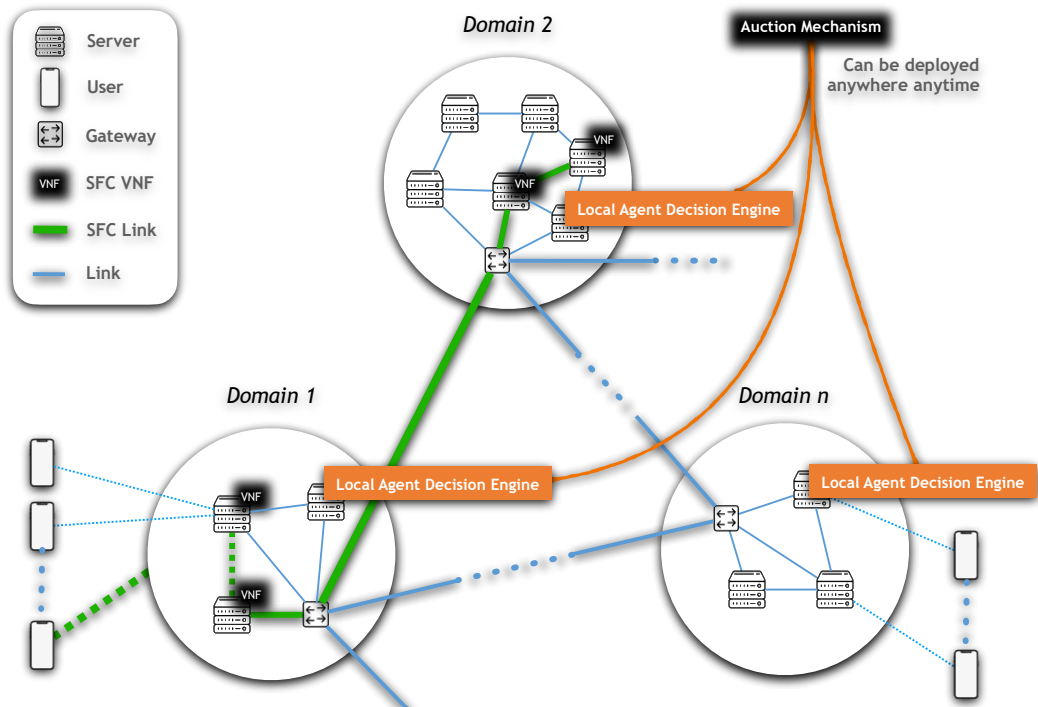 Server
User
Gateway
VNF
SFC VNF
SFC Link
Link
Domain 2
Auction Mechanism
Can be deployed
anywhere anytime
VNF
VNF
Local Agent Decision Engine
Domain 1
Domain n
Local Agent Decision Engine
Local Agent Decision Engine
VNF
VNF